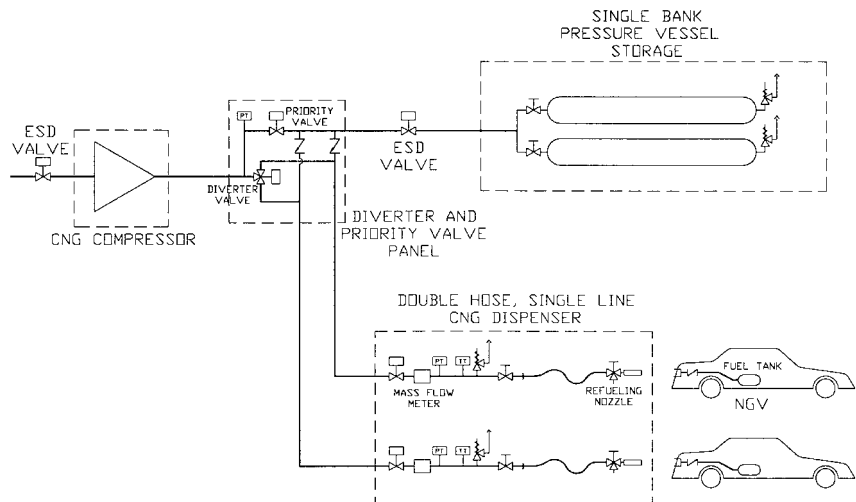 SINGLE BANK
PRESSURE VESSEL
STORAGE
PRIORITY
VALVE
PT
ESD
VALVE
ESD
VALVE
DIVERTER
VALVE
CNG COMPRESSOR
DIVERTER AND
PRIORITY VALVE
PANEL
DOUBLE HOSE, SINGLE LINE
CNG DISPENSER
PT
TT
MASS FLOW
METER
REFUELING
NOZZLE
FUEL TANK
NGV
PT
TT